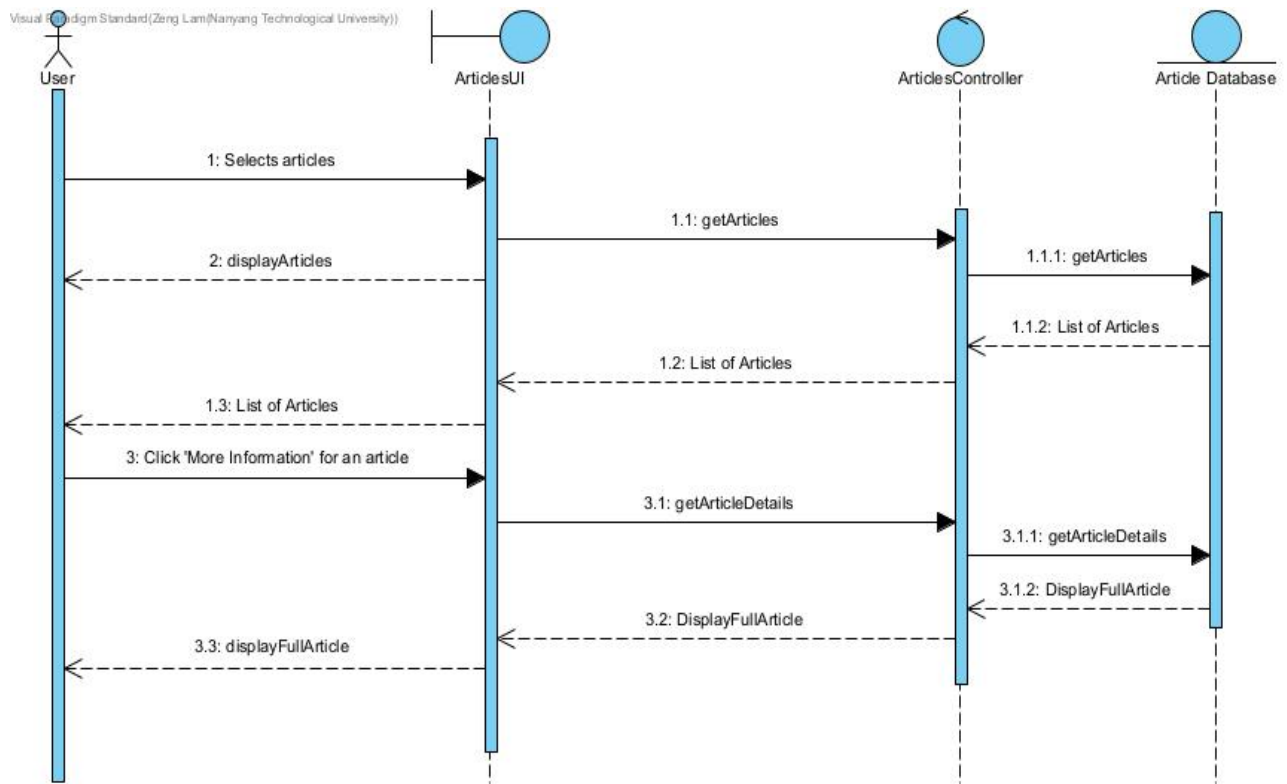 Visual Paradigm Standard(Zeng Lam(Nanyang Technological University))
User
ArticlesUI
ArticlesController
Article Database
1: Selects articles
1.1: getArticles
2: displayArticles
1.1.1: getArticles
1.1.2: List of Articles
1.2: List of Articles
1.3: List of Articles
3: Click 'More Information' for an article
3.1: getArticleDetails
3.1.1: getArticleDetails
3.1.2: DisplayFullArticle
3.2: DisplayFullArticle
3.3: displayFullArticle